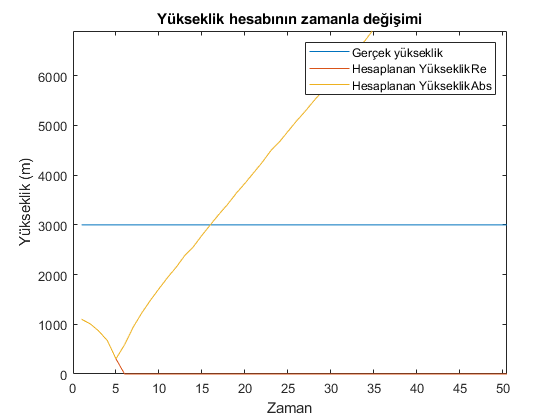 Yükseklik hesabının zamanla değişimi
Gerçek yükseklik
Hesaplanan YükseklikRe
Hesaplanan YükseklikAbs
Yükseklik (m)
6000
5000
4000
3000
2000
1000
0
0 5 10 15 20 25 30 35 40 45 50
Zaman